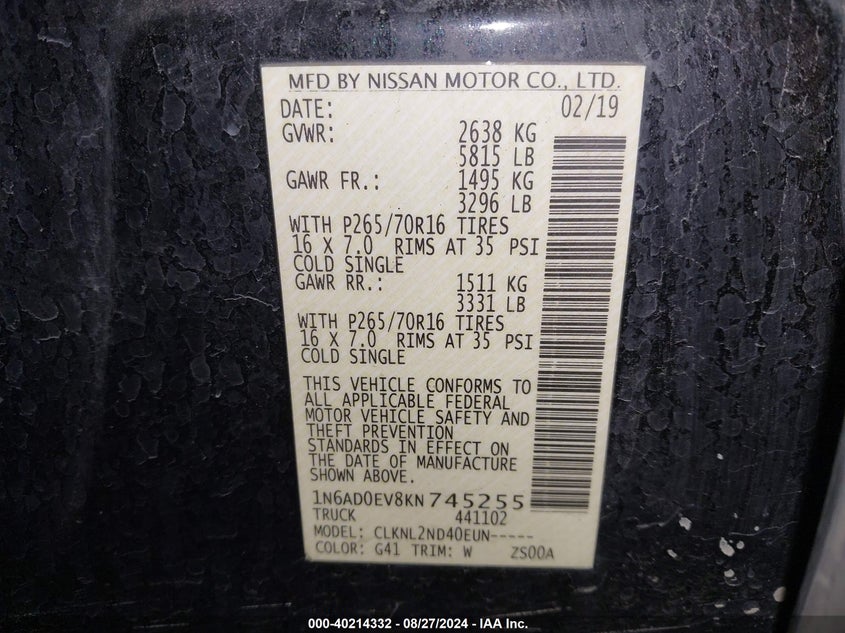 MFD BY NISSAN MOTOR CO., LTD.
DATE: 02/19
GVWR: 2638 KG
5815 LB
GAWR FR.: 1495 KG
3296 LB
WITH P265/70R16 TIRES
16 X 7.0 RIMS AT 35 PSI
COLD SINGLE
GAWR RR.: 1511 KG
3331 LB
WITH P265/70R16 TIRES
16 X 7.0 RIMS AT 35 PSI
COLD SINGLE
THIS VEHICLE CONFORMS TO
ALL APPLICABLE FEDERAL
MOTOR VEHICLE SAFETY AND
THEFT PREVENTION
STANDARDS IN EFFECT ON
THE DATE OF MANUFACTURE
SHOWN ABOVE.
1N6AD0EV8KN745255
TRUCK 441102
MODEL: CLKNL2ND40EUN-----
COLOR: G41 TRIM: W ZS00A
000-40214332 - 08/27/2024 - IAA Inc.